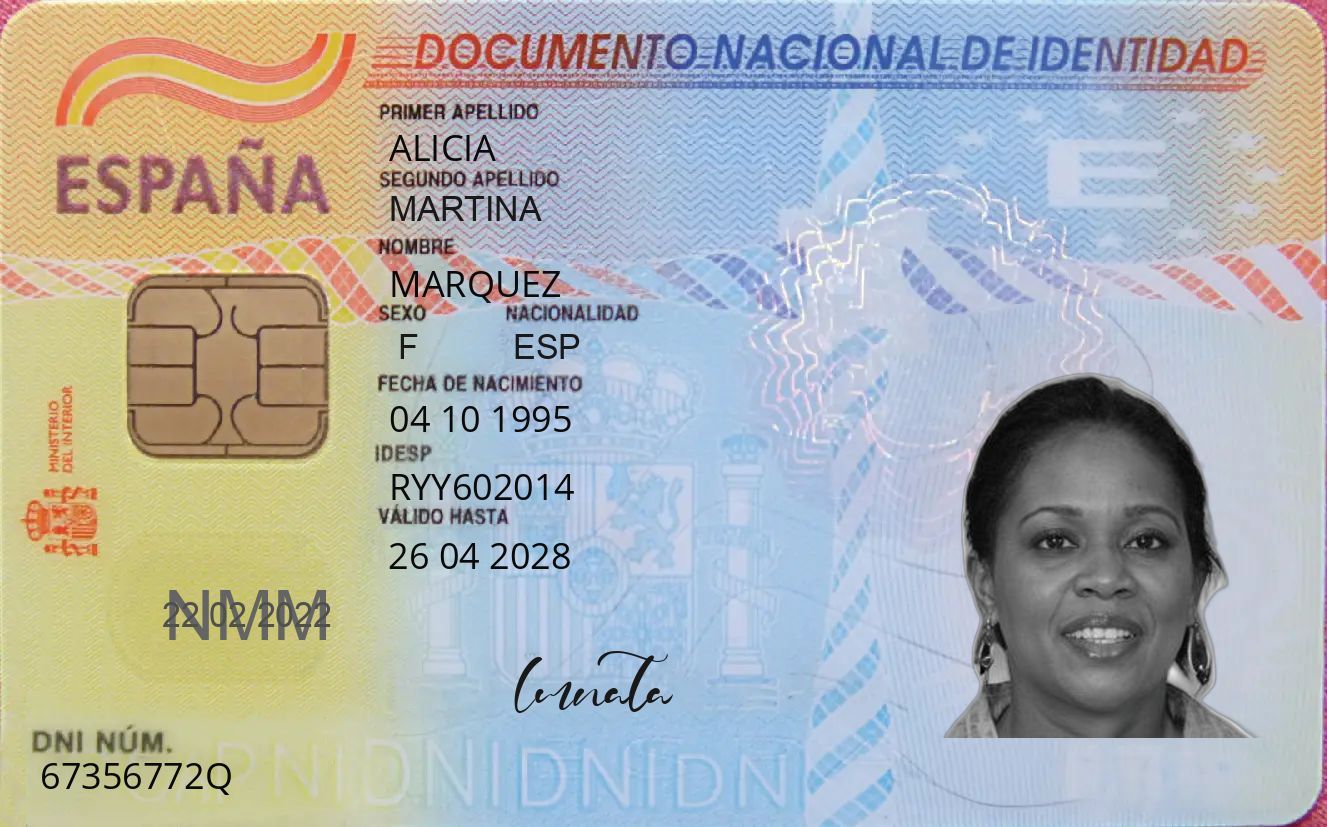 DOCUMENTO NACIONAL DE IDENTIDAD
ESPAÑA
PRIMER APELLIDO
ALICIA
SEGUNDO APELLIDO
MARTINA
NOMBRE
MARQUEZ
SEXO NACIONALIDAD
F ESP
FECHA DE NACIMIENTO
04 10 1995
IDESP
RYY602014
VÁLIDO HASTA
26 04 2028
MINISTERIO
DEL INTERIOR
E
NMM
22 02 2022
DNI NÚM.
67356772Q
DNIDNIDNIDNI